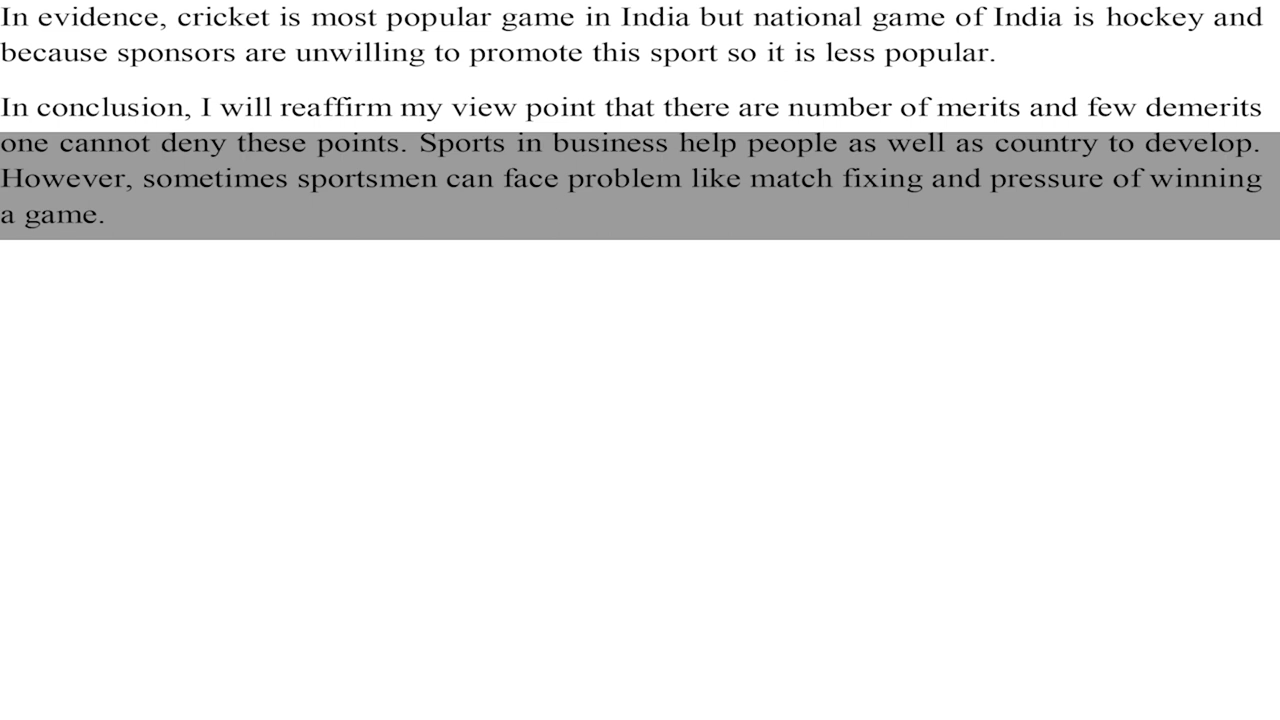 In evidence, cricket is most popular game in India but national game of India is hockey and
because sponsors are unwilling to promote this sport so it is less popular.
In conclusion, I will reaffirm my view point that there are number of merits and few demerits
one cannot deny these points. Sports in business help people as well as country to develop.
However, sometimes sportsmen can face problem like match fixing and pressure of winning
a game.